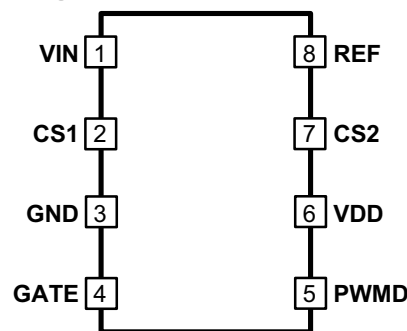 VIN 1 8 REF
CS1 2 7 CS2
GND 3 6 VDD
GATE 4 5 PWMD